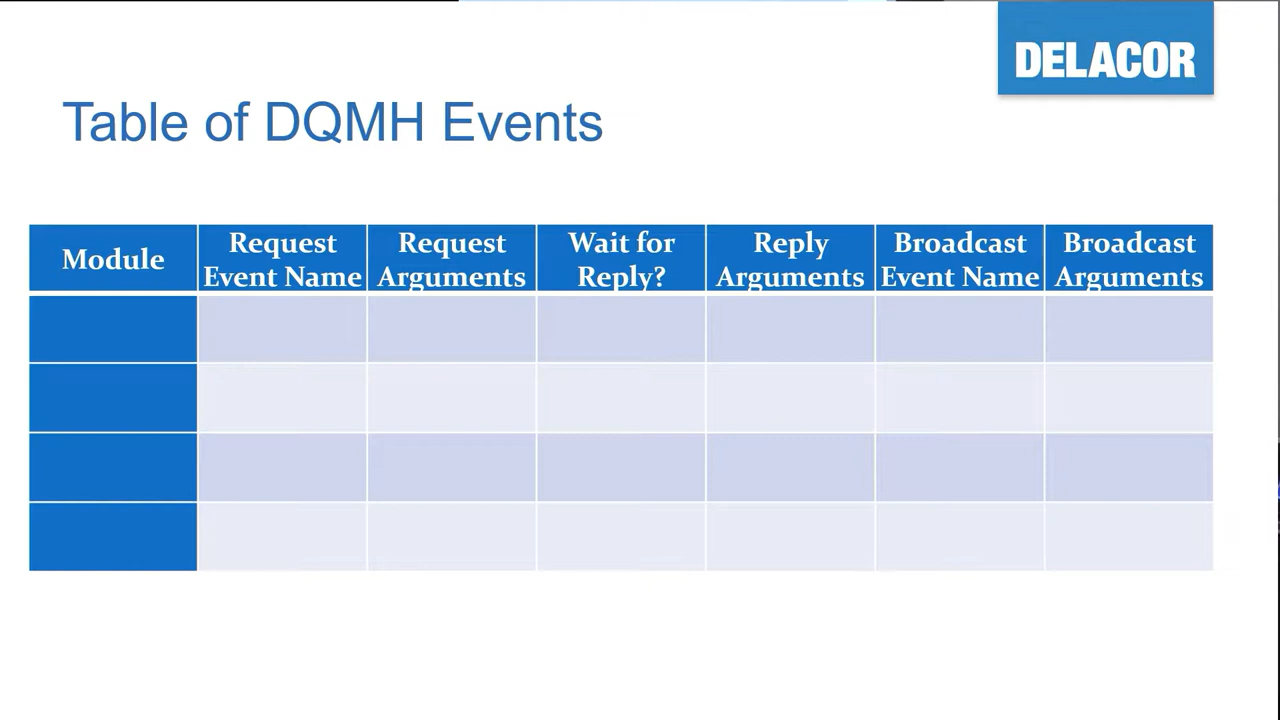 DELACOR
Table of DQMH Events
Module
Request
Event Name
Request
Arguments
Wait for
Reply?
Reply
Arguments
Broadcast
Event Name
Broadcast
Arguments